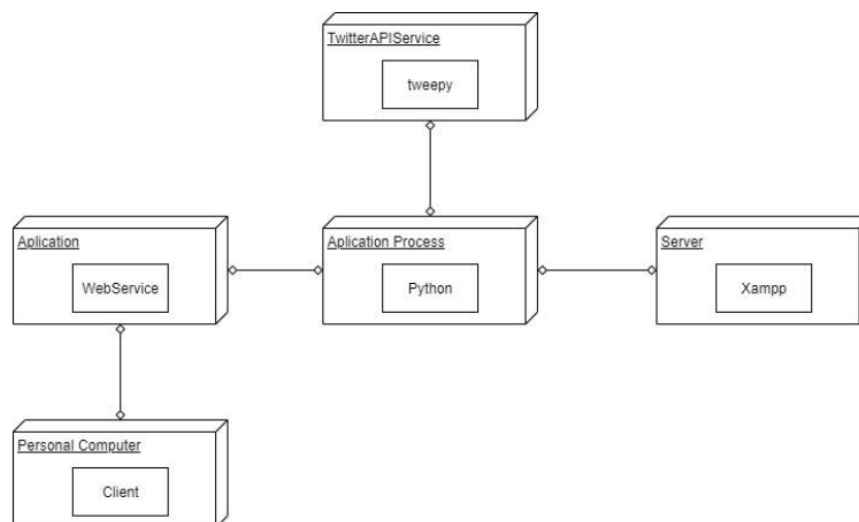 TwitterAPIService
tweepy
Aplication
WebService
Aplication Process
Python
Server
Xampp
Personal Computer
Client